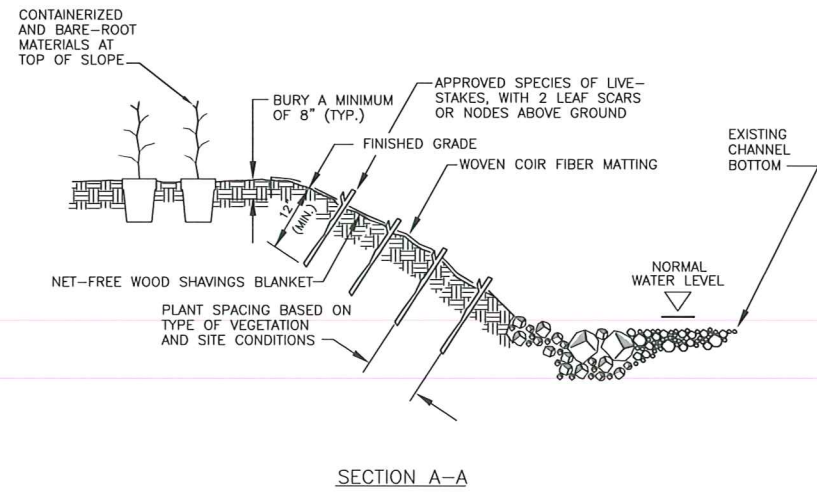 CONTAINERIZED
AND BARE-ROOT
MATERIALS AT
TOP OF SLOPE
BURY A MINIMUM
OF 8" (TYP.)
APPROVED SPECIES OF LIVE-
STAKES, WITH 2 LEAF SCARS
OR NODES ABOVE GROUND
FINISHED GRADE
WOVEN COIR FIBER MATTING
EXISTING
CHANNEL
BOTTOM
12"
(MIN.)
NET-FREE WOOD SHAVINGS BLANKET
NORMAL
WATER LEVEL
PLANT SPACING BASED ON
TYPE OF VEGETATION
AND SITE CONDITIONS
SECTION A-A